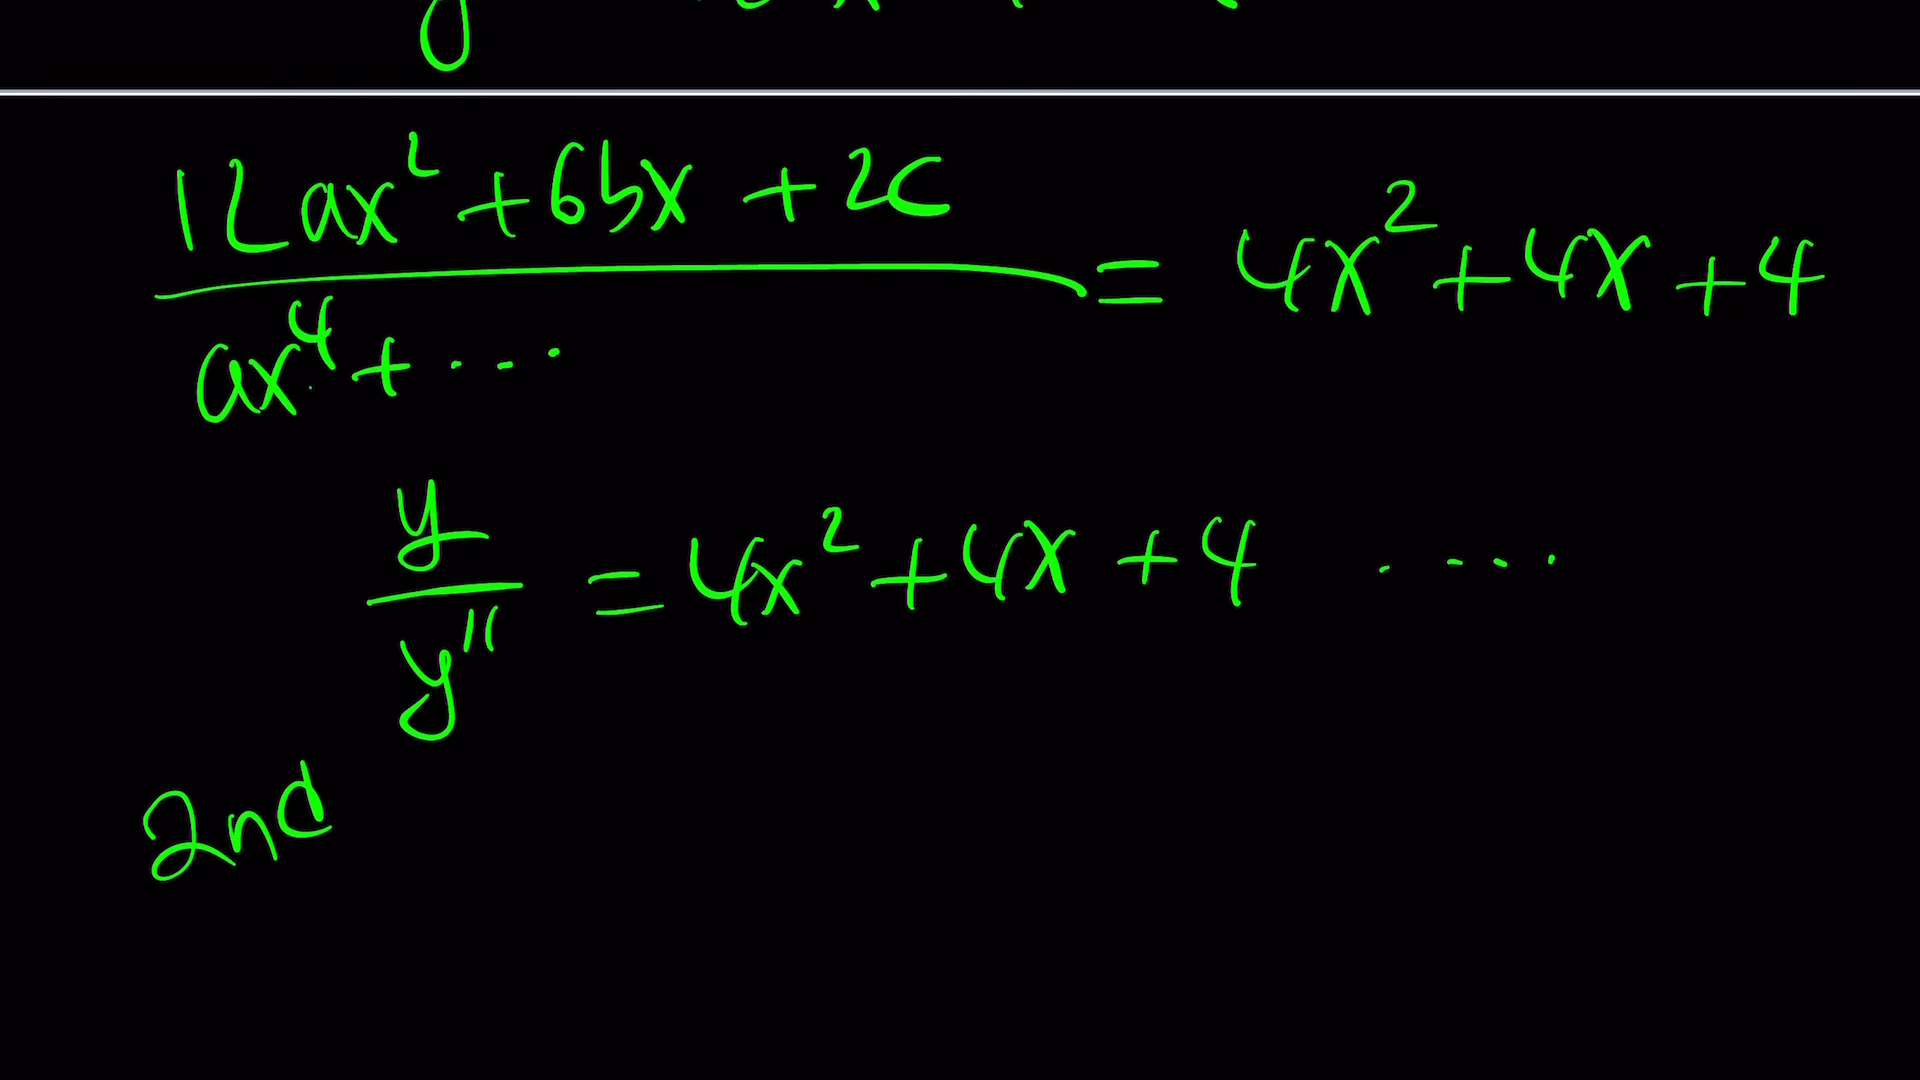 12ax² + 6bx + 2c
ax⁴ + ...
= 4x² + 4x + 4
y/y'' = 4x² + 4x + 4 ....
2nd